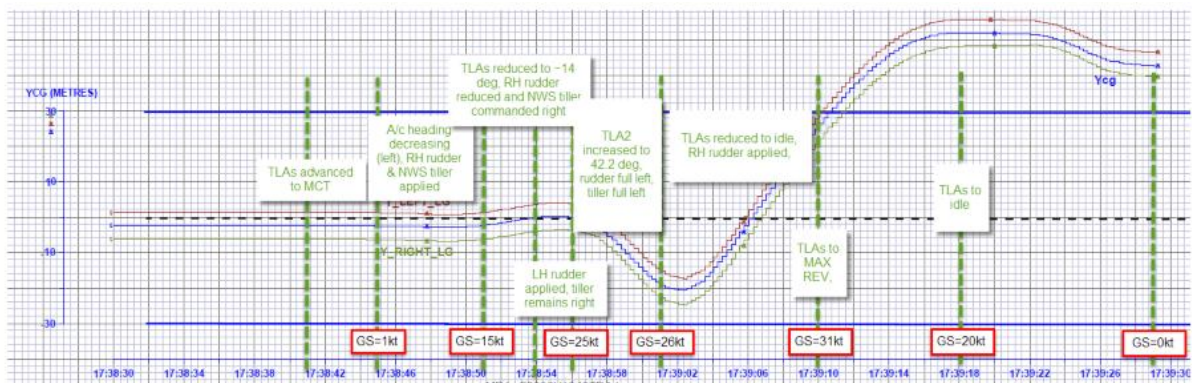 YCG (METRES)
30
10
-10
-30
TLAs advanced
to MCT
A/c heading
decreasing
(left), RH rudder
& NWS tiller
applied
Y_LEFT_LG
Y_RIGHT_LG
TLAs reduced to ~14
deg, RH rudder
reduced and NWS tiller
commanded right
LH rudder
applied, tiller
remains right
TLA2
increased to
42.2 deg,
rudder full left,
tiller full left
TLAs reduced to idle,
RH rudder applied,
TLAs to
MAX
REV,
TLAs to
idle
Ycg
GS=1kt
GS=15kt
GS=25kt
GS=26kt
GS=31kt
GS=20kt
GS=0kt
17:38:30 17:38:34 17:38:38 17:38:42 17:38:46 17:38:50 17:38:54 17:38:58 17:39:02 17:39:06 17:39:10 17:39:14 17:39:18 17:39:22 17:39:26 17:39:30